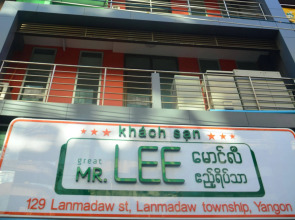 khách sạn
great
MR. LEE
မောင်လီ
ဧည့်ရိပ်သာ
129 Lanmadaw st, Lanmadaw township, Yangon